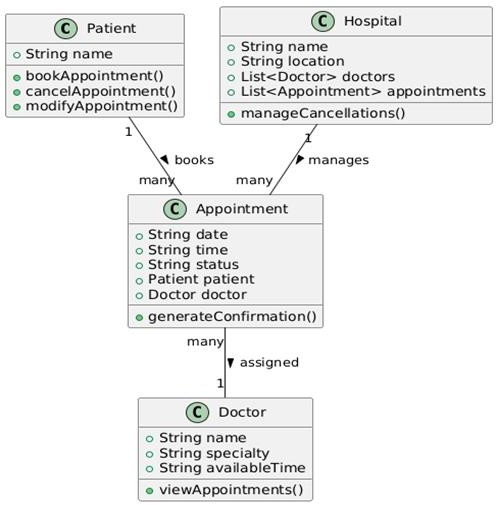 C Patient
String name
bookAppointment()
cancelAppointment()
modifyAppointment()
C Hospital
String name
String location
List<Doctor> doctors
List<Appointment> appointments
manageCancellations()
1
books
many
1
manages
many
C Appointment
String date
String time
String status
Patient patient
Doctor doctor
generateConfirmation()
many
assigned
1
C Doctor
String name
String specialty
String availableTime
viewAppointments()